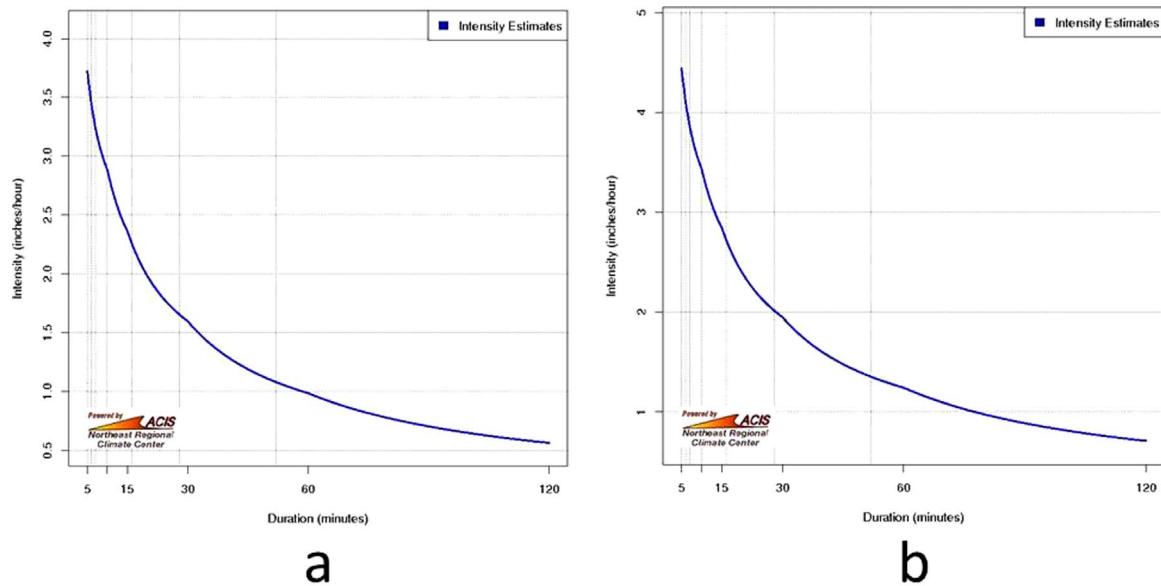 Intensity Estimates
Intensity (inches/hour)
4.0
3.5
3.0
2.5
2.0
1.5
1.0
0.5
Powered by ACIS
Northeast Regional
Climate Center
5 15 30 60 120
Duration (minutes)
a
Intensity Estimates
Intensity (inches/hour)
5
4
3
2
1
Powered by ACIS
Northeast Regional
Climate Center
5 15 30 60 120
Duration (minutes)
b